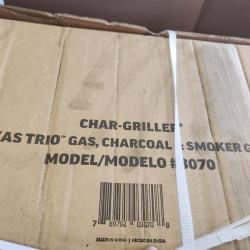 CHAR-GRILLER®
AS TRIO™ GAS, CHARCOAL & SMOKER G
MODEL/MODELO #3070
7 89792 03070 8
MADE IN CHINA | HECHO EN CHINA